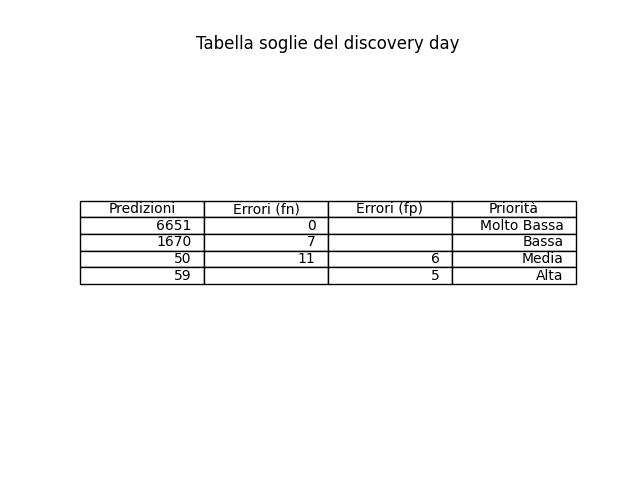 Tabella soglie del discovery day
Predizioni Errori (fn) Errori (fp) Priorità
6651 0 Molto Bassa
1670 7 Bassa
50 11 6 Media
59 5 Alta